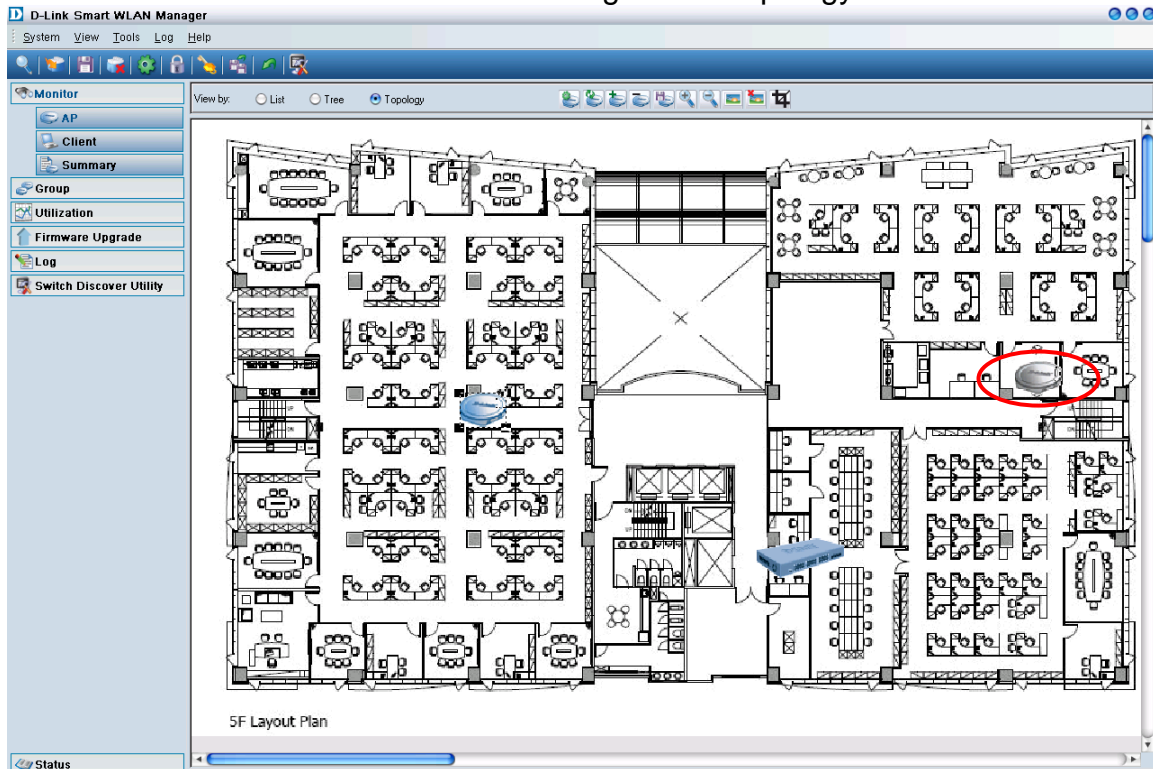 D-Link Smart WLAN Manager
System View Tools Log Help
Monitor
View by: List Tree Topology
AP
Client
Summary
Group
Utilization
Firmware Upgrade
Log
Switch Discover Utility
5F Layout Plan
Status